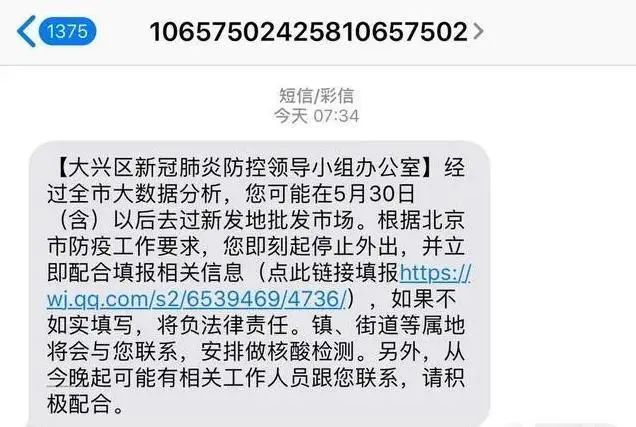 1375
10657502425810657502
短信/彩信
今天 07:34
【大兴区新冠肺炎防控领导小组办公室】经
过全市大数据分析，您可能在5月30日
（含）以后去过新发地批发市场。根据北京
市防疫工作要求，您即刻起停止外出，并立
即配合填报相关信息（点此链接填报https://
wj.qq.com/s2/6539469/4736/），如果不
如实填写，将负法律责任。镇、街道等属地
将会与您联系，安排做核酸检测。另外，从
今晚起可能有相关工作人员跟您联系，请积
极配合。